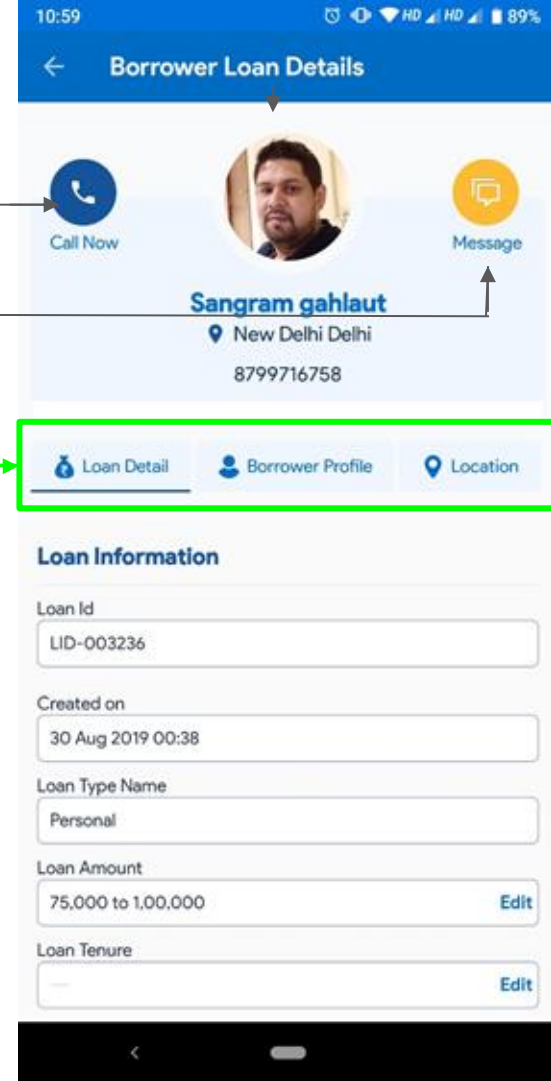 10:59 HD HD 89%
Borrower Loan Details
Call Now
Message
Sangram gahlaut
New Delhi Delhi
8799716758
Loan Detail Borrower Profile Location
Loan Information
Loan Id
LID-003236
Created on
30 Aug 2019 00:38
Loan Type Name
Personal
Loan Amount
75,000 to 1,00,000 Edit
Loan Tenure
Edit